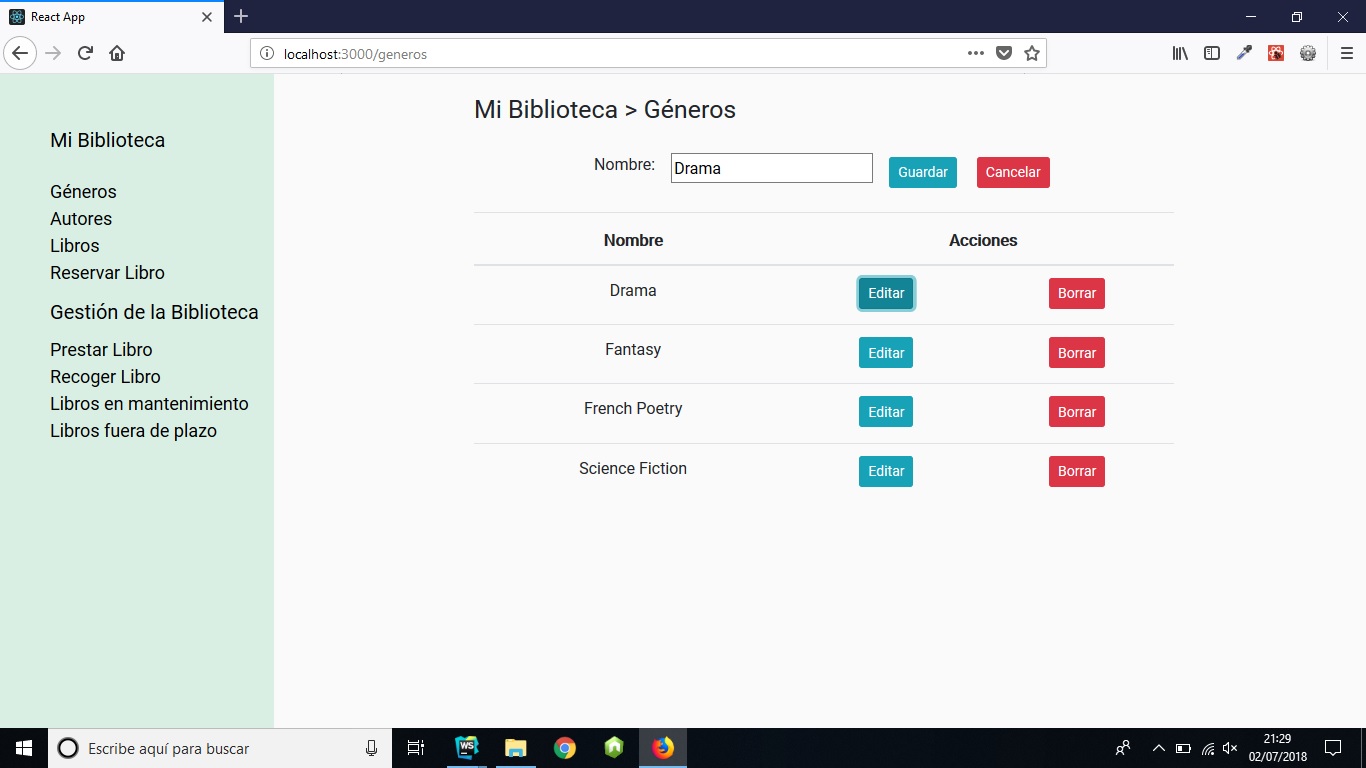 React App
localhost:3000/generos
Mi Biblioteca
Géneros
Autores
Libros
Reservar Libro
Gestión de la Biblioteca
Prestar Libro
Recoger Libro
Libros en mantenimiento
Libros fuera de plazo
Mi Biblioteca > Géneros
Nombre: Drama Guardar Cancelar
Nombre Acciones
Drama Editar Borrar
Fantasy Editar Borrar
French Poetry Editar Borrar
Science Fiction Editar Borrar
Escribe aquí para buscar
WS
21:29
02/07/2018